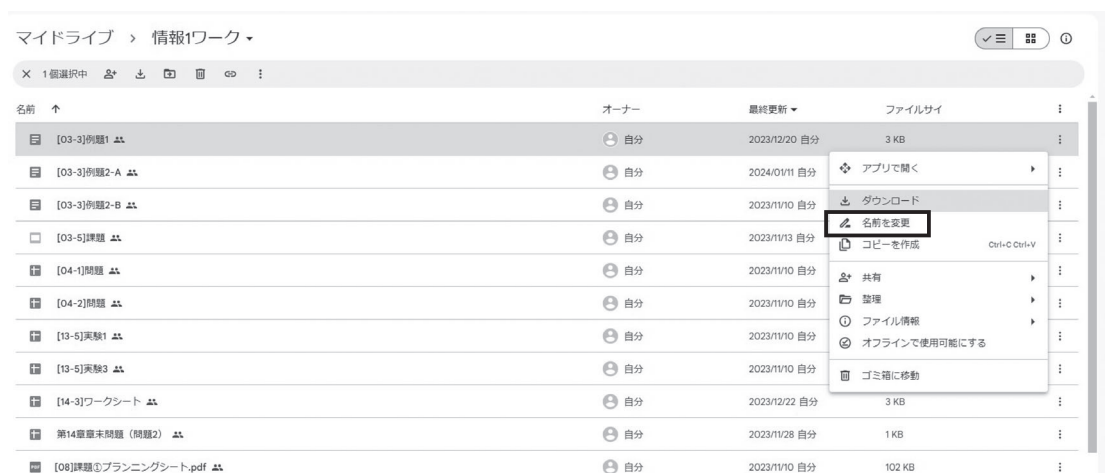 マイドライブ > 情報1ワーク
1個選択中
名前 オーナー 最終更新 ファイルサイ
[03-3]例題1 自分 2023/12/20 自分 3 KB
アプリで開く
[03-3]例題2-A 自分 2024/01/11 自分
ダウンロード
[03-3]例題2-B 自分 2023/11/10 自分
名前を変更
[03-5]課題 自分 2023/11/13 自分
コピーを作成 Ctrl+C Ctrl+V
[04-1]問題 自分 2023/11/10 自分
共有
[04-2]問題 自分 2023/11/10 自分
整理
ファイル情報
[13-5]実験1 自分 2023/11/10 自分
オフラインで使用可能にする
[13-5]実験3 自分 2023/11/10 自分
ゴミ箱に移動
[14-3]ワークシート 自分 2023/12/22 自分 3 KB
第14章章末問題（問題2） 自分 2023/11/28 自分 1 KB
PDF [08]課題①プランニングシート.pdf 自分 2023/11/10 自分 102 KB